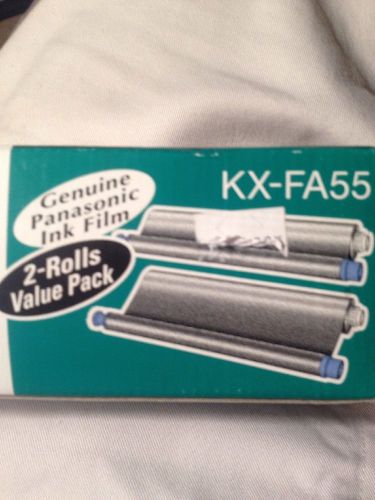 Genuine
Panasonic
Ink Film
KX-FA55
2-Rolls
Value Pack